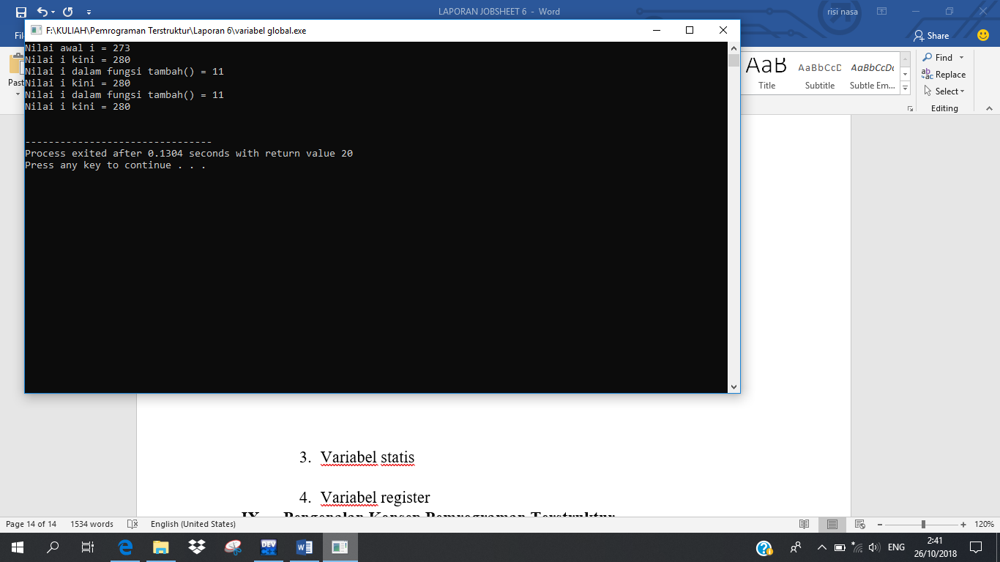 LAPORAN JOBSHEET 6 - Word
risi nasa
F:\KULIAH\Pemrograman Terstruktur\Laporan 6\variabel global.exe
Share
Nilai awal i = 273
Nilai i kini = 280
Nilai i dalam fungsi tambah() = 11
Nilai i kini = 280
Nilai i dalam fungsi tambah() = 11
Nilai i kini = 280
--------------------------------
Process exited after 0.1304 seconds with return value 20
Press any key to continue . . .
AaB AaBbCcD AaBbCcDc
Title Subtitle Subtle Em...
Find
Replace
Select
Editing
3. Variabel statis
4. Variabel register
IX. Pengenalan Konsep Pemrograman Terstruktur
Page 14 of 14 1534 words English (United States) 120%
DEV
ENG
2:41
26/10/2018